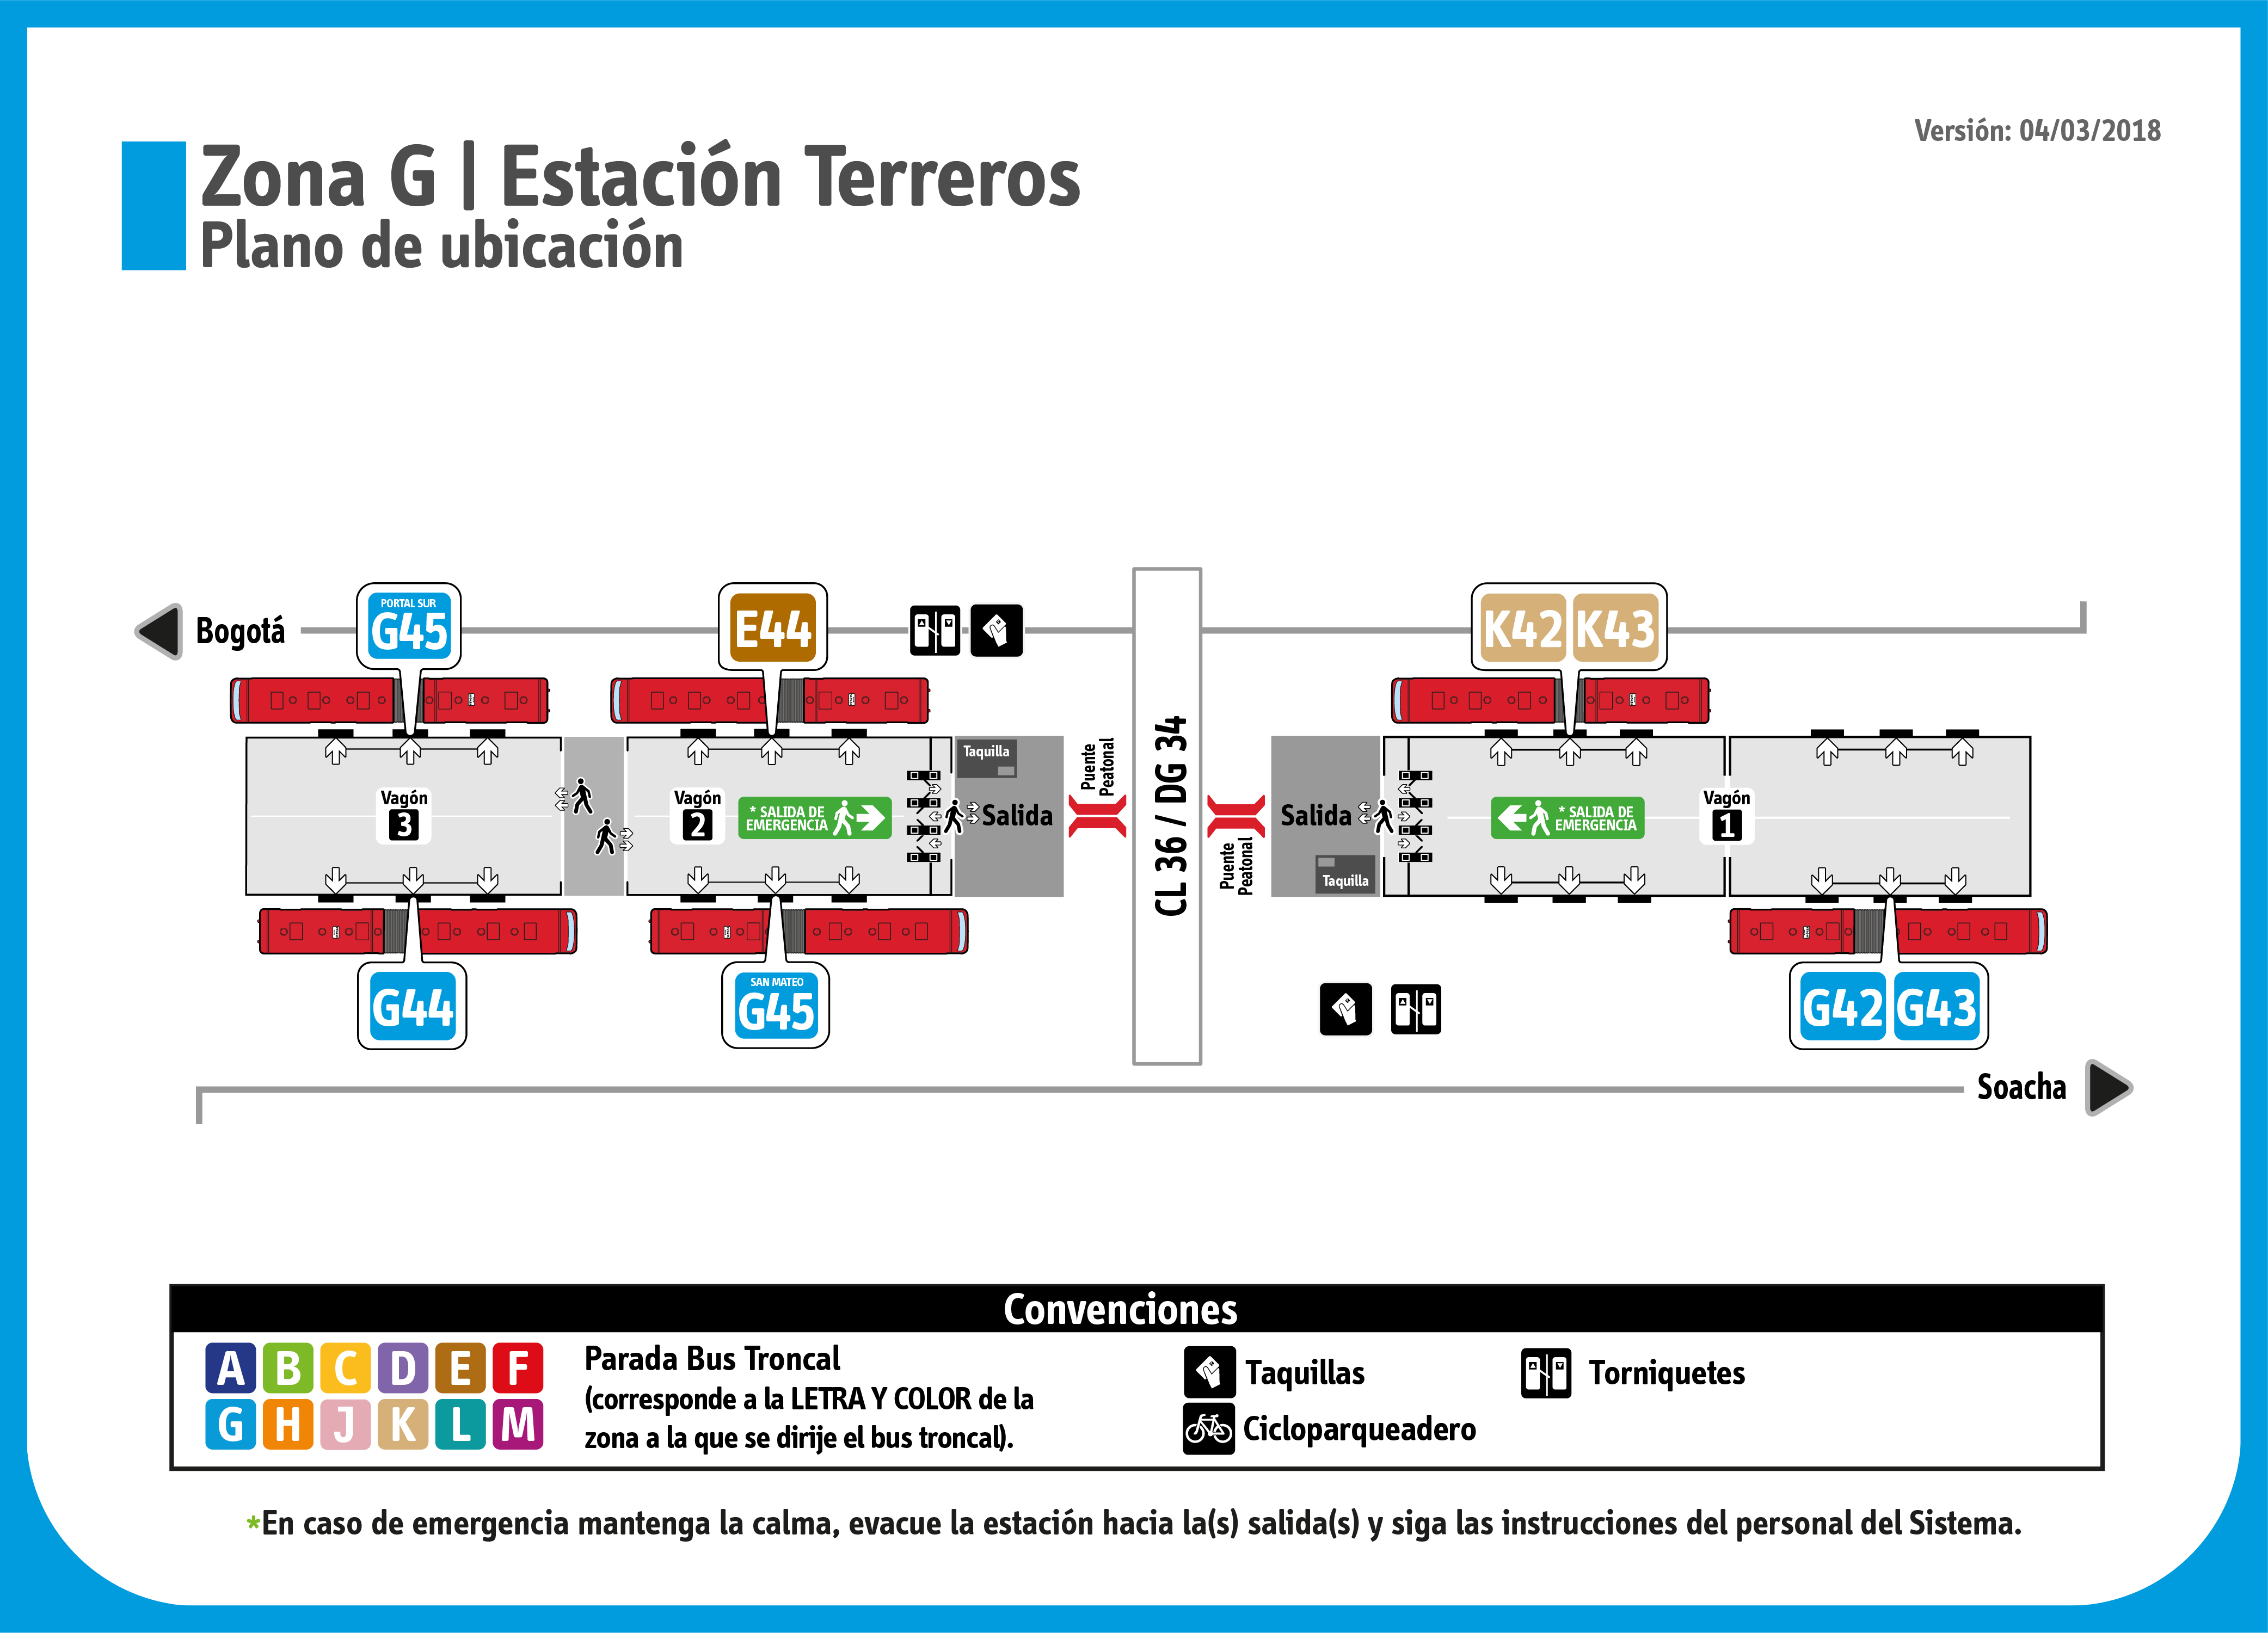 Versión: 04/03/2018
Zona G | Estación Terreros
Plano de ubicación
Bogotá
PORTAL SUR
G45
E44
K42 K43
Taquilla
Vagón
3
Vagón
2
* SALIDA DE
EMERGENCIA
Salida
Puente
Peatonal
CL 36 / DG 34
Puente
Peatonal
Salida
Taquilla
* SALIDA DE
EMERGENCIA
Vagón
1
G44
SAN MATEO
G45
G42 G43
Soacha
Convenciones
A B C D E F
G H J K L M
Parada Bus Troncal
(corresponde a la LETRA Y COLOR de la
zona a la que se dirije el bus troncal).
Taquillas
Torniquetes
Cicloparqueadero
*En caso de emergencia mantenga la calma, evacue la estación hacia la(s) salida(s) y siga las instrucciones del personal del Sistema.